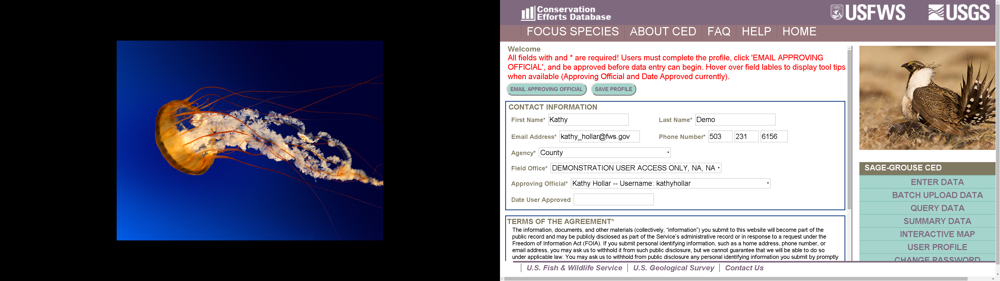 Conservation
Efforts Database
USFWS
USGS
FOCUS SPECIES
ABOUT CED
FAQ
HELP
HOME
Welcome
All fields with and * are required! Users must complete the profile, click 'EMAIL APPROVING
OFFICIAL', and be approved before data entry can begin. Hover over field lables to display tool tips
when available (Approving Official and Date Approved currently).
EMAIL APPROVING OFFICIAL
SAVE PROFILE
CONTACT INFORMATION
First Name* Kathy
Last Name* Demo
Email Address* kathy_hollar@fws.gov
Phone Number* 503 231 6156
Agency* County
Field Office* DEMONSTRATION USER ACCESS ONLY, NA, NA
Approving Official* Kathy Hollar -- Username: kathyhollar
Date User Approved
TERMS OF THE AGREEMENT*
The information, documents, and other materials (collectively, “information”) you submit to this website will become part of the
public record and may be publicly disclosed as part of the Service’s administrative record or in response to a request under the
Freedom of Information Act (FOIA). If you submit personal identifying information, such as a home address, phone number, or
email address, you may ask us to withhold it from such public disclosure, but we cannot guarantee that we will be able to do so
under applicable law. You may ask us to withhold from public disclosure any personal identifying information you submit by promptly
SAGE-GROUSE CED
ENTER DATA
BATCH UPLOAD DATA
QUERY DATA
SUMMARY DATA
INTERACTIVE MAP
USER PROFILE
CHANGE PASSWORD
U.S. Fish & Wildlife Service
U.S. Geological Survey
Contact Us